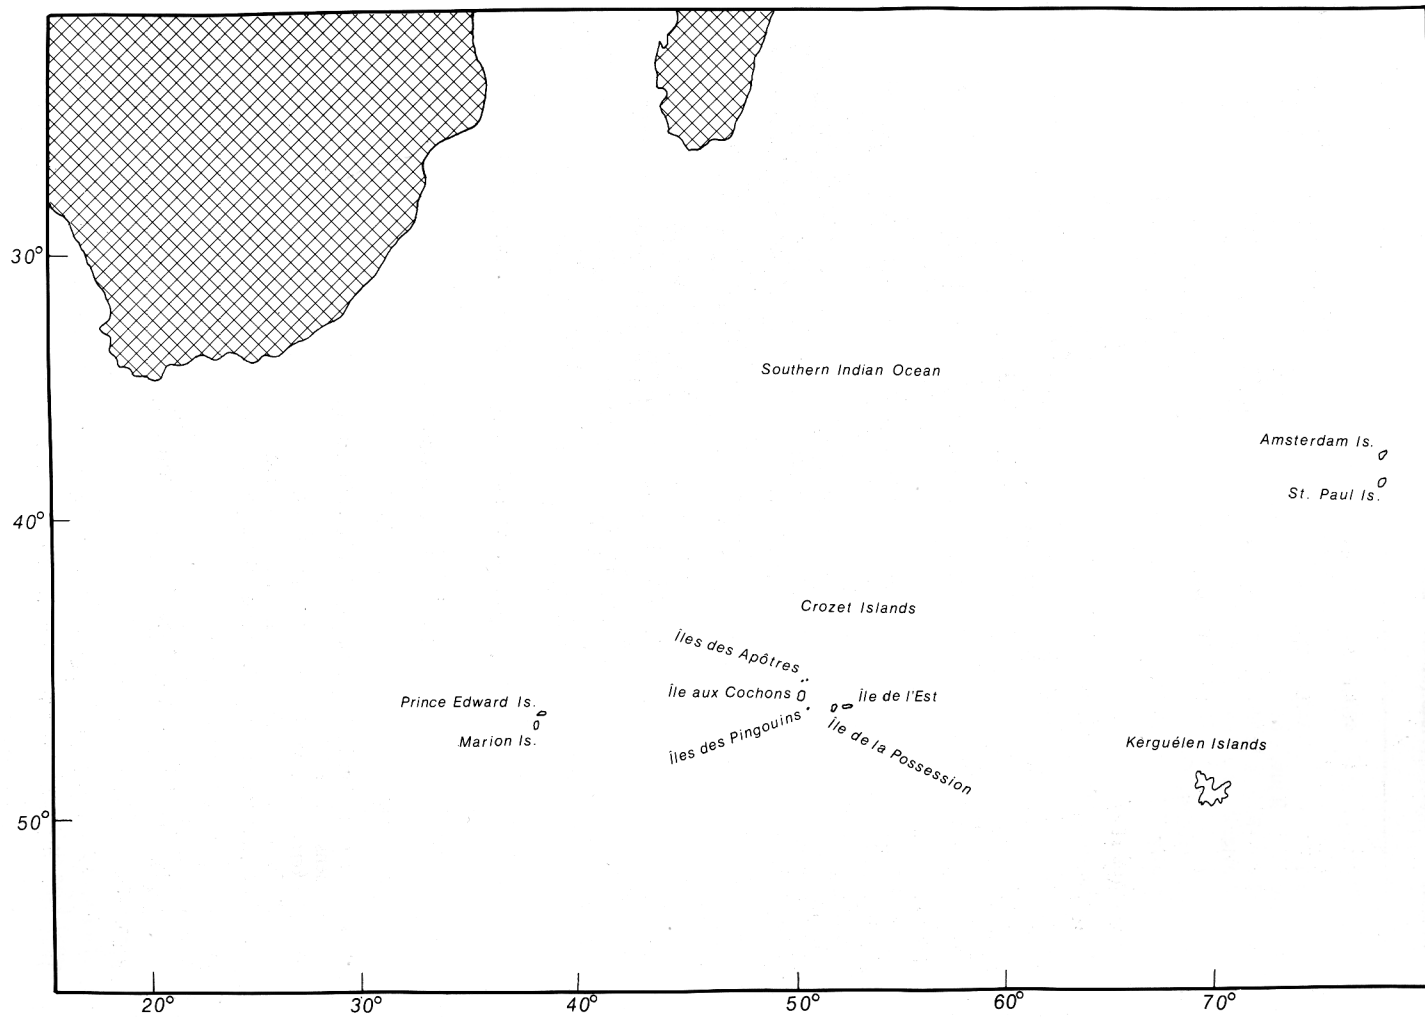 30°
Southern Indian Ocean
Amsterdam Is.
St. Paul Is.
40°
Crozet Islands
Îles des Apôtres
Île aux Cochons
Île de l'Est
Prince Edward Is.
Îles des Pingouins
Île de la Possession
Marion Is.
Kerguélen Islands
50°
20°
30°
40°
50°
60°
70°